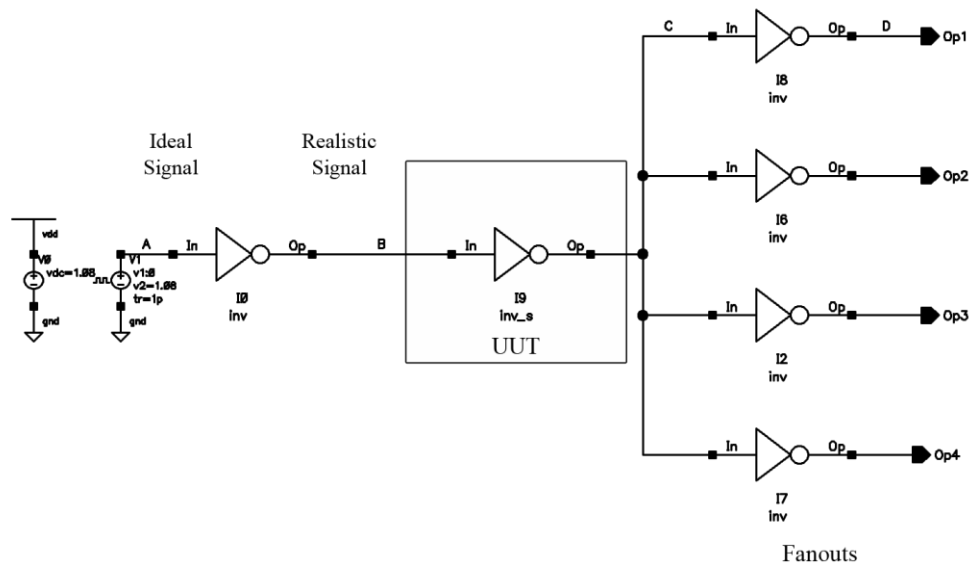 C
In
Op
D
Op1
I8
inv
Ideal
Signal
Realistic
Signal
In
Op
Op2
I6
inv
vdd
V0
vdc=1.08
gnd
A
V1
v1:0
v2=1.08
tr=1p
gnd
In
Op
I0
inv
B
In
Op
I9
inv_s
UUT
In
Op
Op3
I2
inv
In
Op
Op4
I7
inv
Fanouts